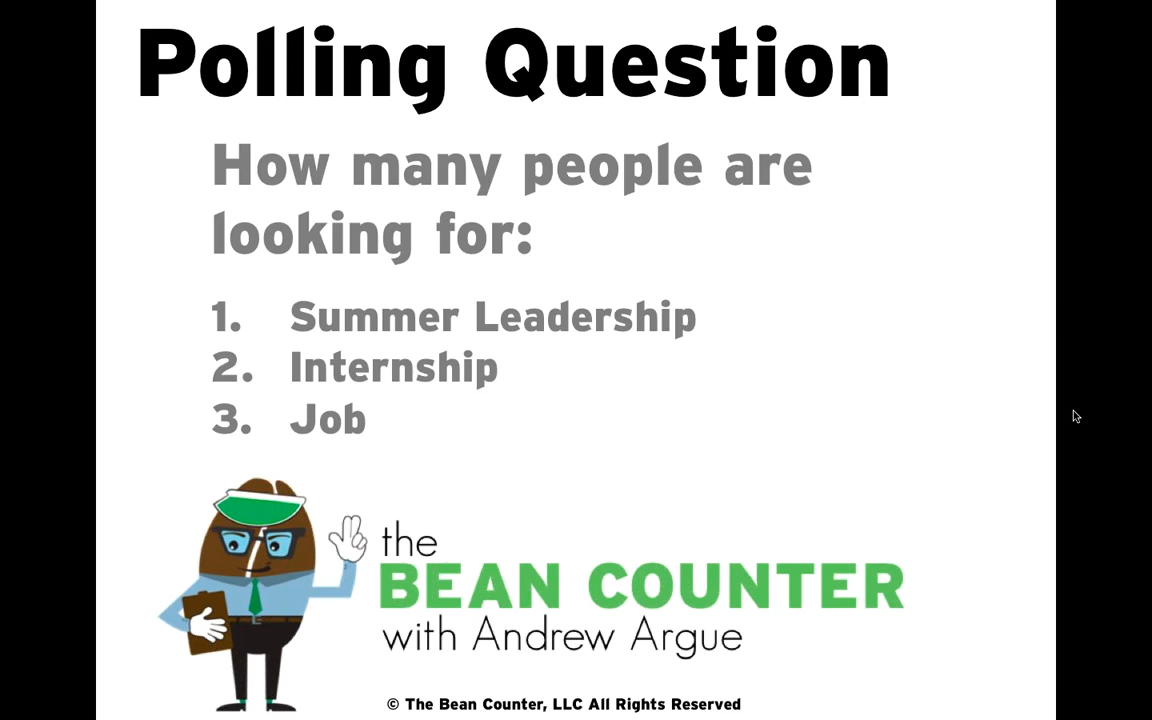 Polling Question
How many people are
looking for:
1. Summer Leadership
2. Internship
3. Job
the
BEAN COUNTER
with Andrew Argue
© The Bean Counter, LLC All Rights Reserved